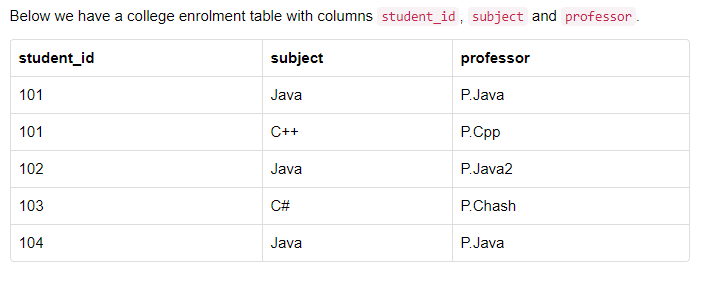 Below we have a college enrolment table with columns student_id, subject and professor.
student_id subject professor
101 Java P.Java
101 C++ P.Cpp
102 Java P.Java2
103 C# P.Chash
104 Java P.Java